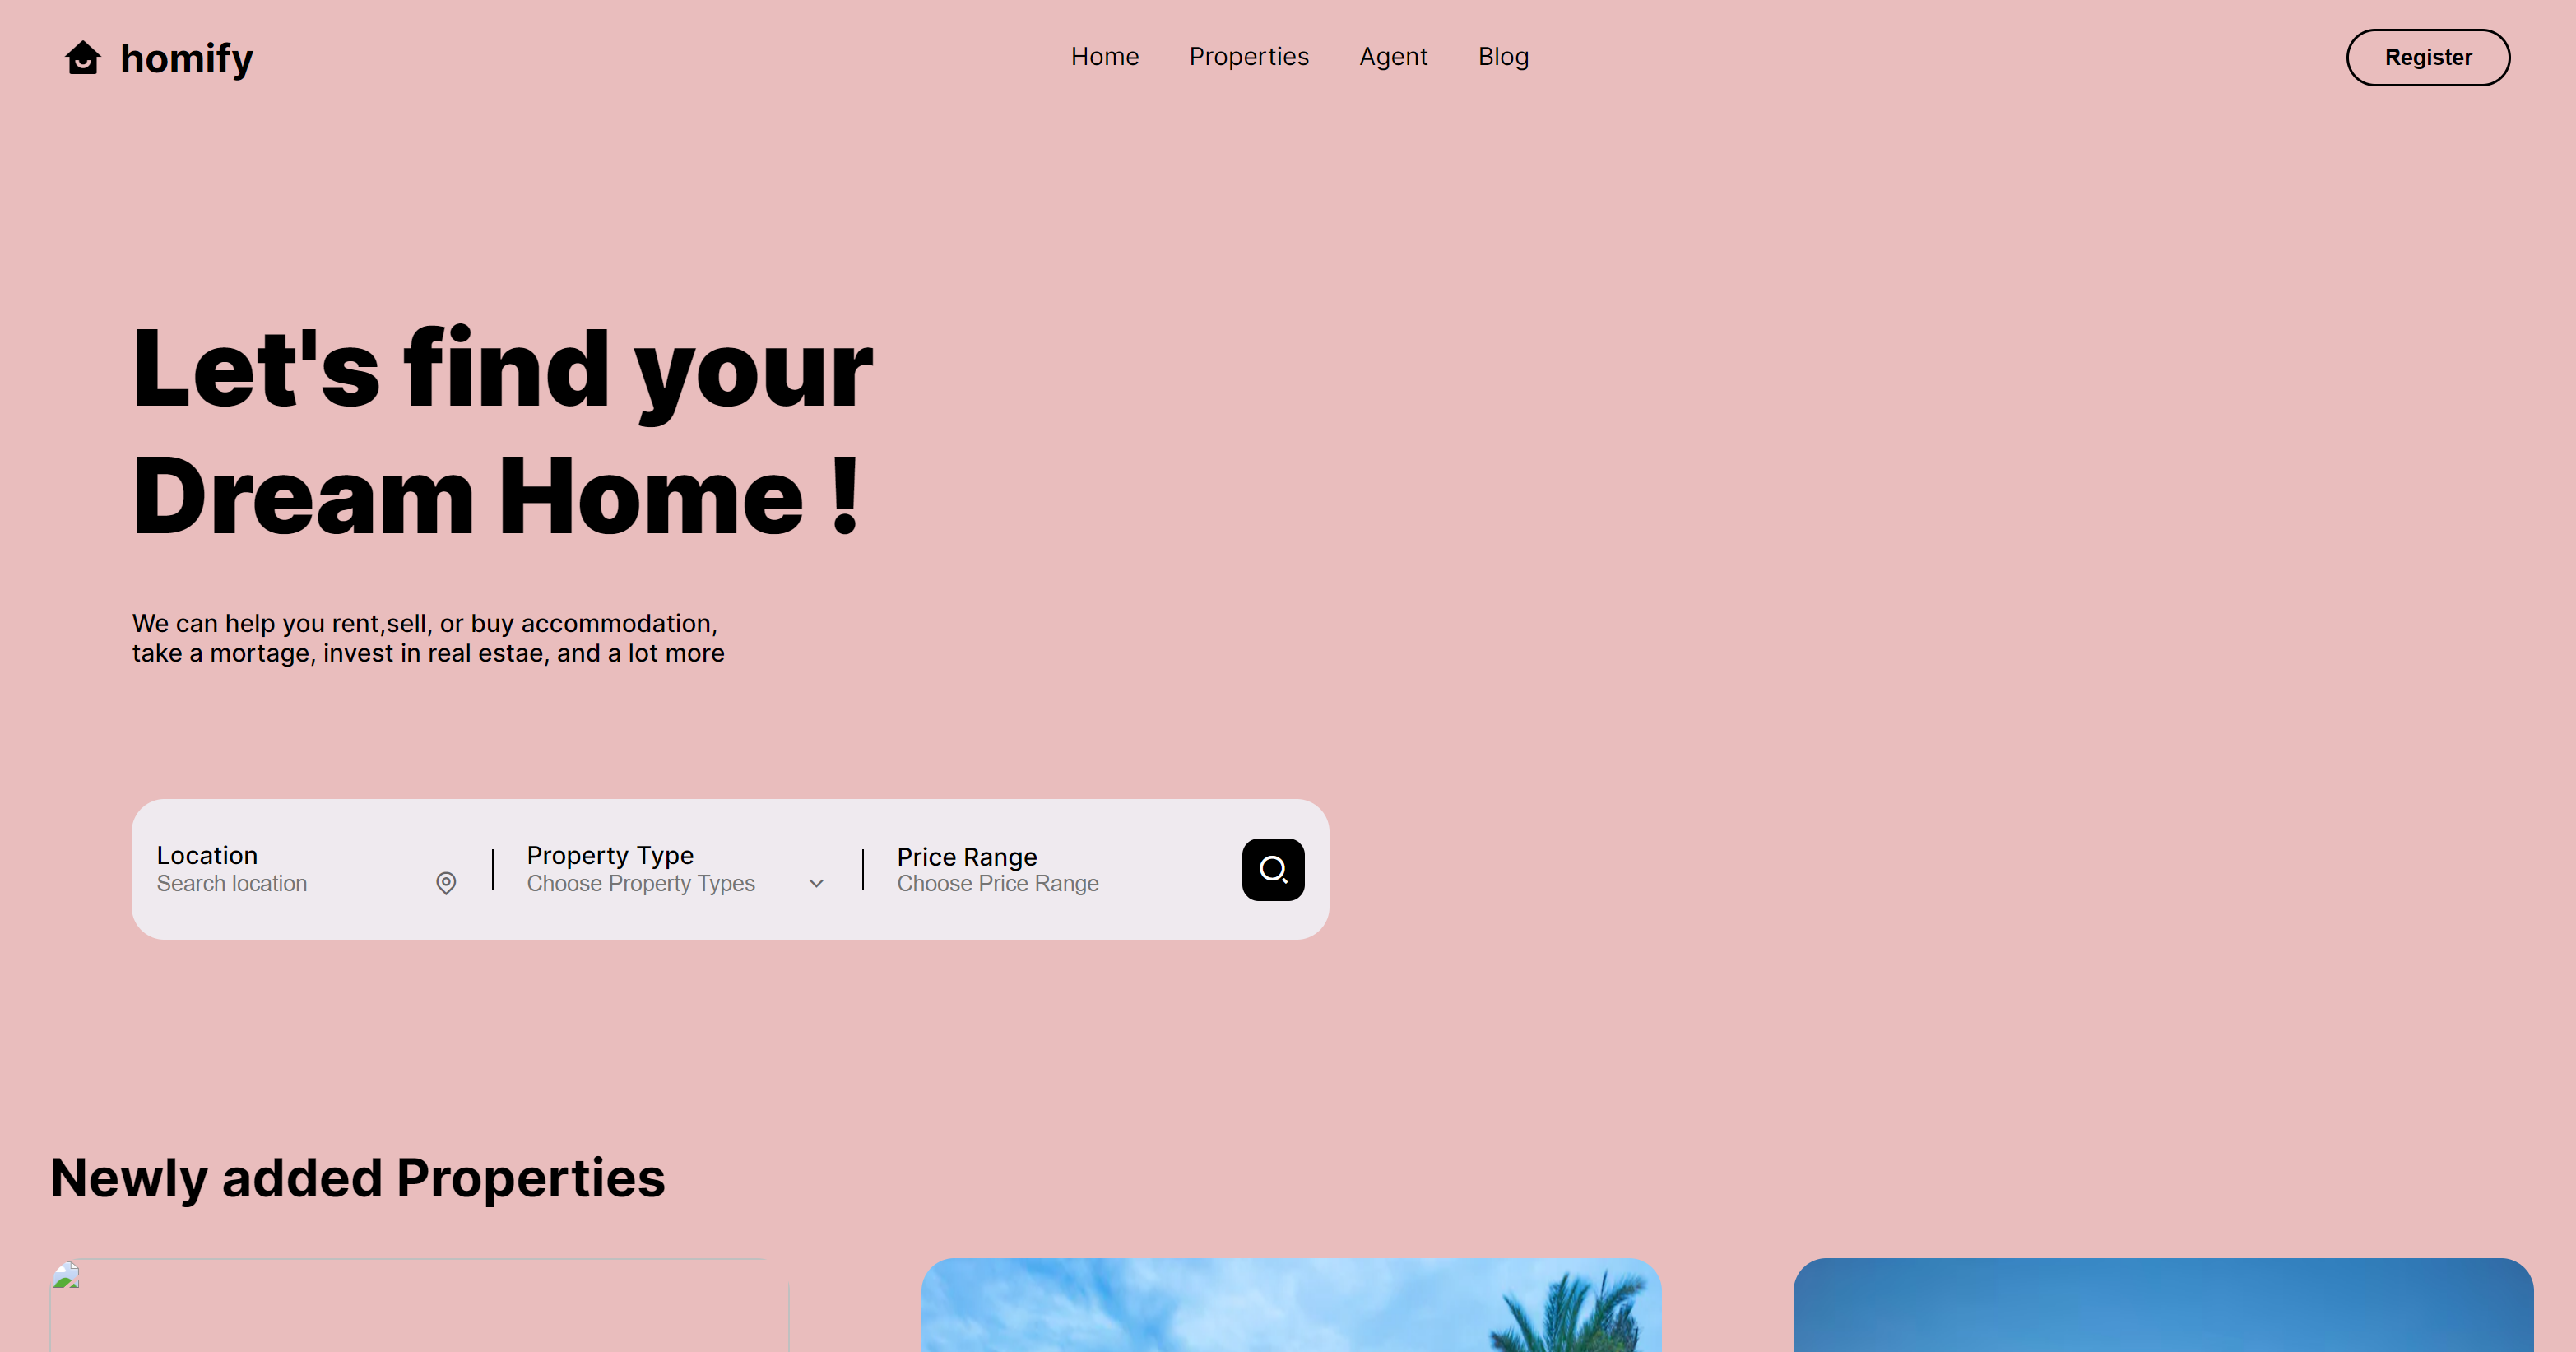 homify
Home Properties Agent Blog
Register
Let's find your
Dream Home !
We can help you rent,sell, or buy accommodation,
take a mortage, invest in real estae, and a lot more
Location
Search location
Property Type
Choose Property Types
Price Range
Choose Price Range
Newly added Properties